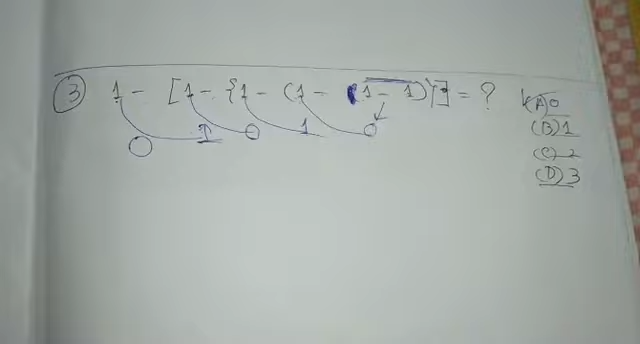 3 1 - [1 - {1 - (1 - (1 - 1))}] = ?
(A) 0
(B) 1
(C) 2
(D) 3
0 1 0 1 0